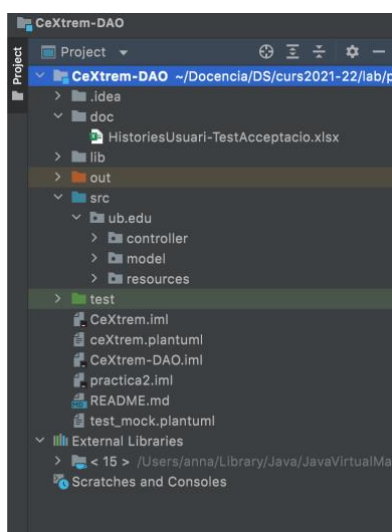 CeXtrem-DAO
Project
Project
CeXtrem-DAO ~/Docencia/DS/curs2021-22/lab/p
.idea
doc
HistoriesUsuari-TestAcceptacio.xlsx
lib
out
src
ub.edu
controller
model
resources
test
CeXtrem.iml
ceXtrem.plantuml
CeXtrem-DAO.iml
practica2.iml
README.md
test_mock.plantuml
External Libraries
< 15 > /Users/anna/Library/Java/JavaVirtualMa
Scratches and Consoles